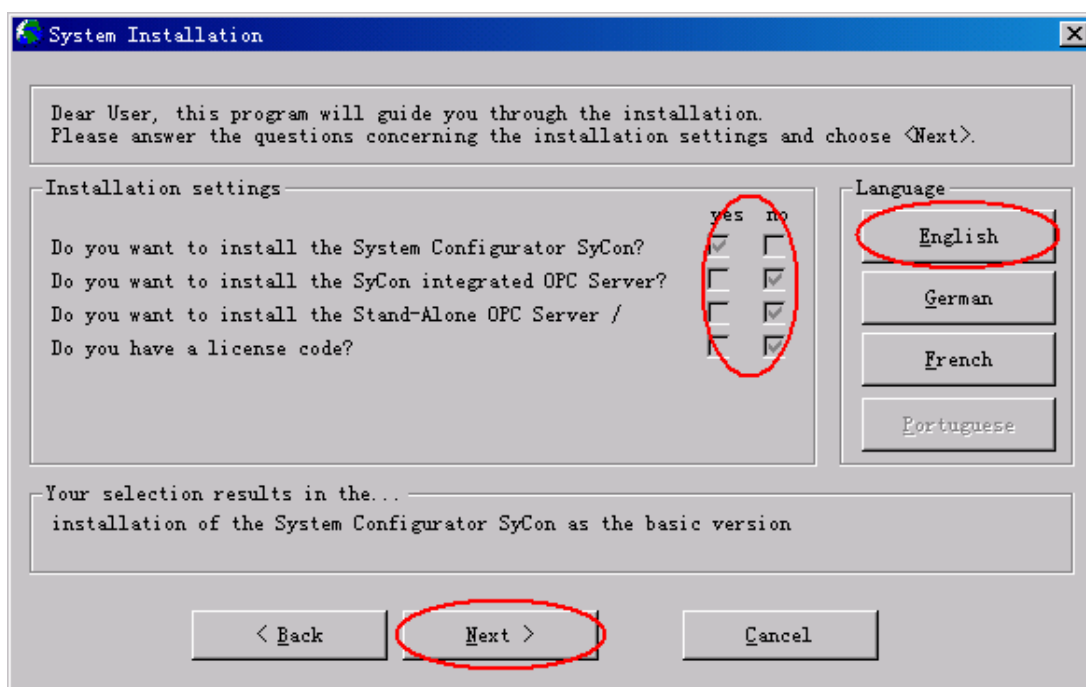 System Installation
Dear User, this program will guide you through the installation.
Please answer the questions concerning the installation settings and choose <Next>.
Installation settings
yes no
Do you want to install the System Configurator SyCon?
Do you want to install the SyCon integrated OPC Server?
Do you want to install the Stand-Alone OPC Server /
Do you have a license code?
Language
English
German
French
Portuguese
Your selection results in the...
installation of the System Configurator SyCon as the basic version
< Back
Next >
Cancel